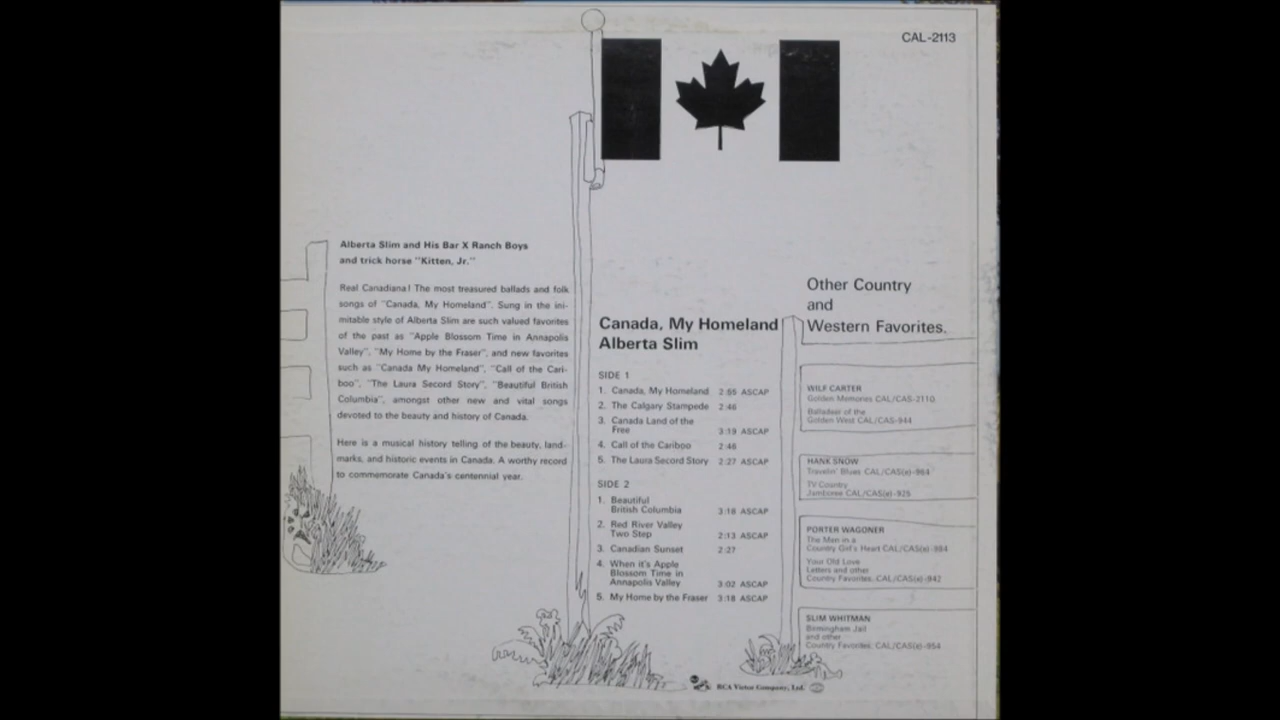 CAL-2113
Alberta Slim and His Bar X Ranch Boys
and trick horse "Kitten, Jr."
Real Canadiana! The most treasured ballads and folk
songs of "Canada, My Homeland". Sung in the ini-
mitable style of Alberta Slim are such valued favorites
of the past as "Apple Blossom Time in Annapolis
Valley", "My Home by the Fraser", and new favorites
such as "Canada My Homeland", "Call of the Cari-
boo", "The Laura Secord Story", "Beautiful British
Columbia", amongst other new and vital songs
devoted to the beauty and history of Canada.
Here is a musical history telling of the beauty, land-
marks, and historic events in Canada. A worthy record
to commemorate Canada's centennial year.
Canada, My Homeland
Alberta Slim
SIDE 1
1. Canada, My Homeland 2:55 ASCAP
2. The Calgary Stampede 2:46
3. Canada Land of the
Free 3:19 ASCAP
4. Call of the Cariboo 2:46
5. The Laura Secord Story 2:27 ASCAP
SIDE 2
1. Beautiful
British Columbia 3:16 ASCAP
2. Red River Valley
Two Step 2:13 ASCAP
3. Canadian Sunset 2:27
4. When it's Apple
Blossom Time in
Annapolis Valley 3:02 ASCAP
5. My Home by the Fraser 3:18 ASCAP
Other Country
and
Western Favorites.
WILF CARTER
Golden Memories CAL/CAS-2110
Balladeer of the
Golden West CAL/CAS-944
HANK SNOW
Travelin' Blues CAL/CAS(e)-964
TV Country
Jamboree CAL/CAS(e)-926
PORTER WAGONER
The Men in a
Country Girl's Heart CAL/CAS(e)-984
Your Old Love
Letters and other
Country Favorites, CAL/CAS(e)-942
SLIM WHITMAN
Birmingham Jail
and other
Country Favorites, CAL/CAS(e)-954
RCA Victor Company, Ltd.